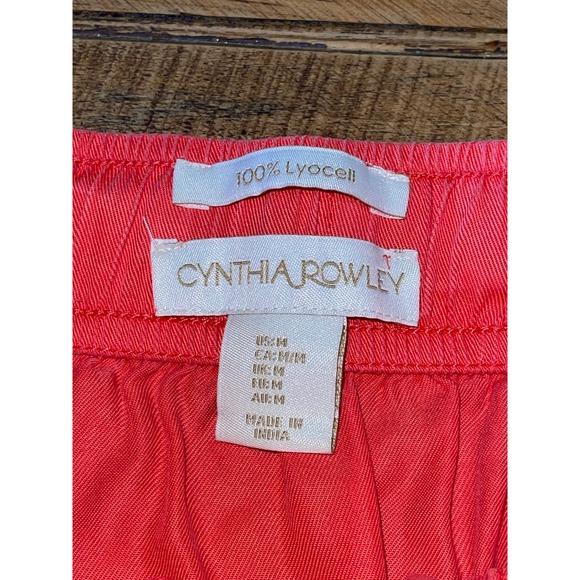 100% Lyocell
CYNTHIA ROWLEY
US: M
CA: M/M
UK: M
EU: M
AU: M
MADE IN
INDIA